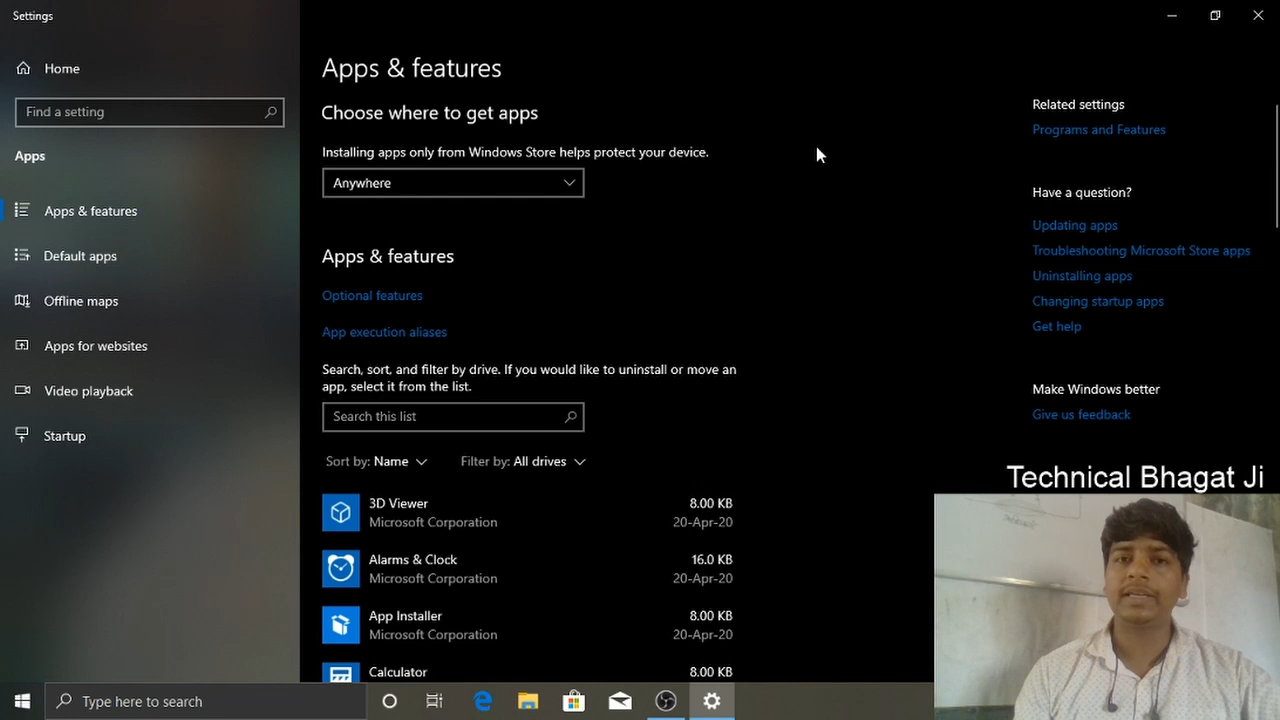 Settings
Home
Find a setting
Apps
Apps & features
Default apps
Offline maps
Apps for websites
Video playback
Startup
Apps & features
Choose where to get apps
Installing apps only from Windows Store helps protect your device.
Anywhere
Apps & features
Optional features
App execution aliases
Search, sort, and filter by drive. If you would like to uninstall or move an
app, select it from the list.
Search this list
Sort by: Name
Filter by: All drives
3D Viewer 8.00 KB
Microsoft Corporation 20-Apr-20
Alarms & Clock 16.0 KB
Microsoft Corporation 20-Apr-20
App Installer 8.00 KB
Microsoft Corporation 20-Apr-20
Calculator 8.00 KB
Related settings
Programs and Features
Have a question?
Updating apps
Troubleshooting Microsoft Store apps
Uninstalling apps
Changing startup apps
Get help
Make Windows better
Give us feedback
Technical Bhagat Ji
Type here to search